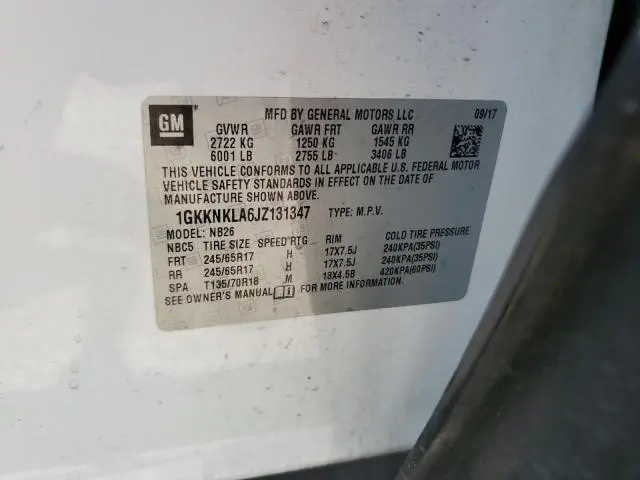 GM
MFD BY GENERAL MOTORS LLC 09/17
GVWR GAWR FRT GAWR RR
2722 KG 1250 KG 1545 KG
6001 LB 2755 LB 3406 LB
THIS VEHICLE CONFORMS TO ALL APPLICABLE U.S. FEDERAL MOTOR
VEHICLE SAFETY STANDARDS IN EFFECT ON THE DATE OF
MANUFACTURE SHOWN ABOVE.
1GKKNKLA6JZ131347 TYPE: M.P.V.
MODEL: NB26
NBC5 TIRE SIZE SPEED RTG RIM COLD TIRE PRESSURE
FRT 245/65R17 H 17X7.5J 240KPA(35PSI)
RR 245/65R17 H 17X7.5J 240KPA(35PSI)
SPA T135/70R18 M 18X4.5B 420KPA(60PSI)
SEE OWNER'S MANUAL